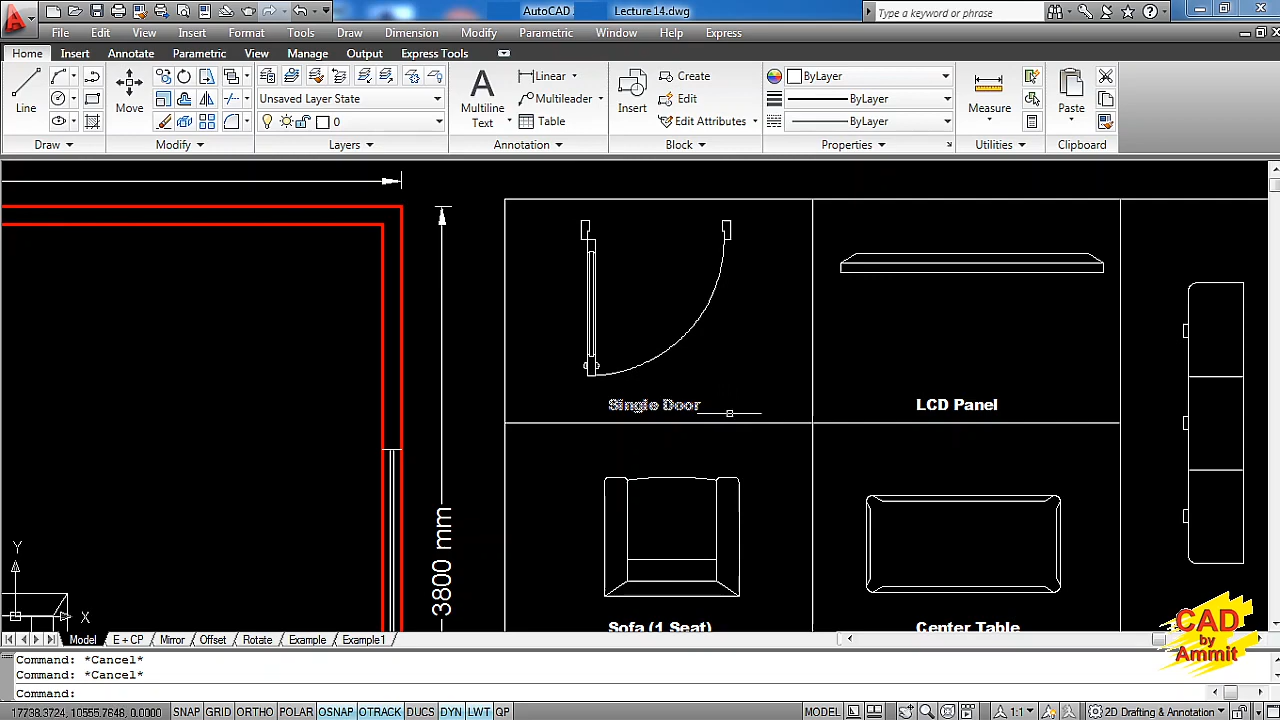 AutoCAD Lecture 14.dwg Type a keyword or phrase
File Edit View Insert Format Tools Draw Dimension Modify Parametric Window Help Express
Home Insert Annotate Parametric View Manage Output Express Tools
Line Move Unsaved Layer State 0 Multiline Text Linear Multileader Table Insert Create Edit Edit Attributes ByLayer ByLayer ByLayer Measure Paste
Draw Modify Layers Annotation Block Properties Utilities Clipboard
Single Door LCD Panel
3800 mm
Sofa (1 Seat) Center Table
Y
X
CAD
by
Ammit
Model E + CP Mirror Offset Rotate Example Example1
Command: *Cancel*
Command: *Cancel*
Command:
17738.3724, 10555.7648, 0.0000 SNAP GRID ORTHO POLAR OSNAP OTRACK DUCS DYN LWT QP MODEL 1:1 2D Drafting & Annotation